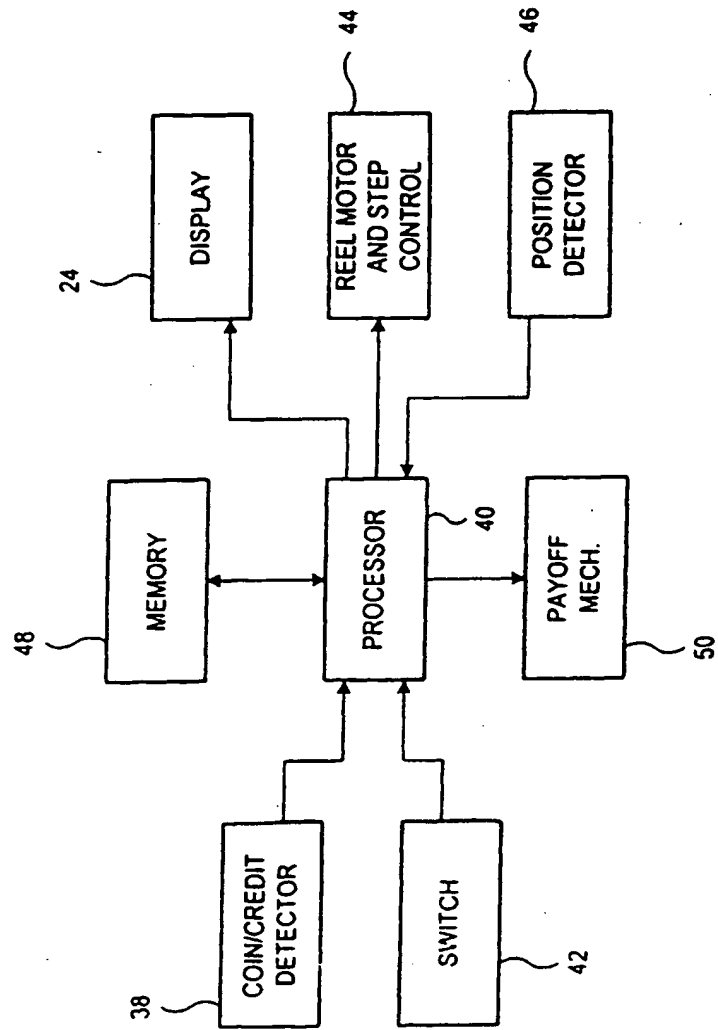 48
MEMORY
24
DISPLAY
38
COIN/CREDIT
DETECTOR
PROCESSOR
40
44
REEL MOTOR
AND STEP
CONTROL
42
SWITCH
50
PAYOFF
MECH.
46
POSITION
DETECTOR